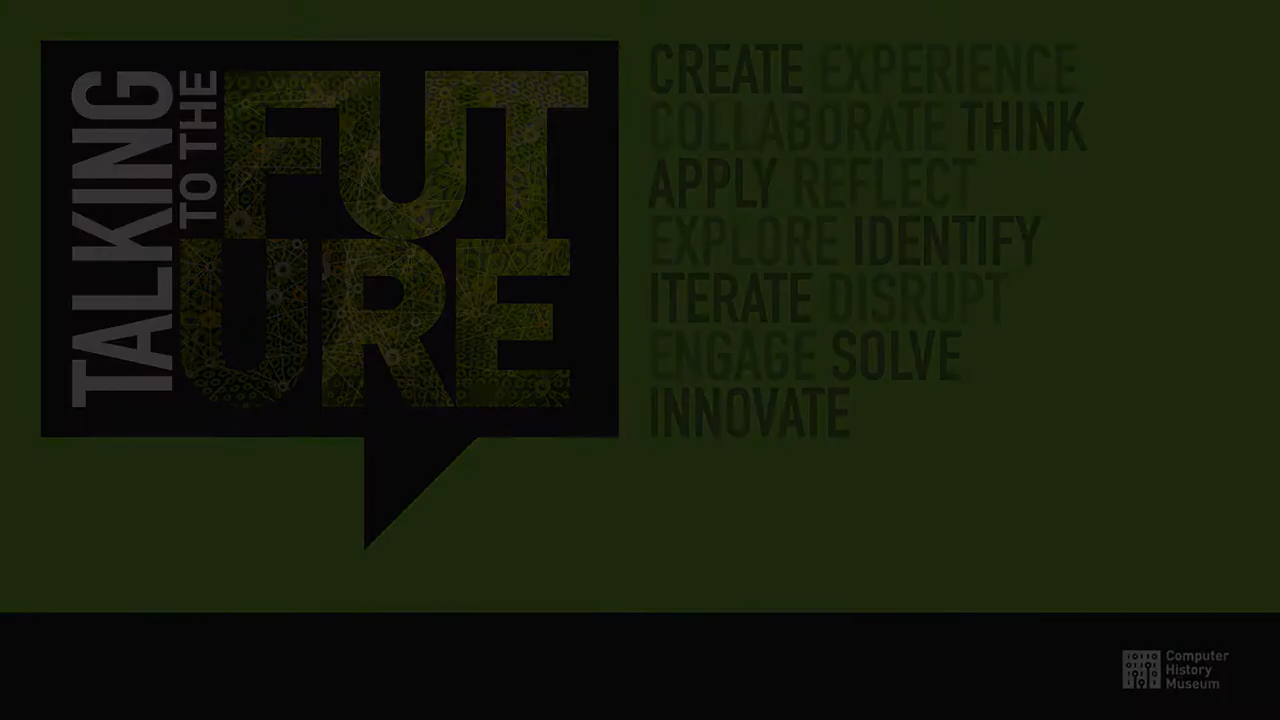 TALKING
TO THE
FUT
URE
CREATE EXPERIENCE
COLLABORATE THINK
APPLY REFLECT
EXPLORE IDENTIFY
ITERATE DISRUPT
ENGAGE SOLVE
INNOVATE
Computer
History
Museum